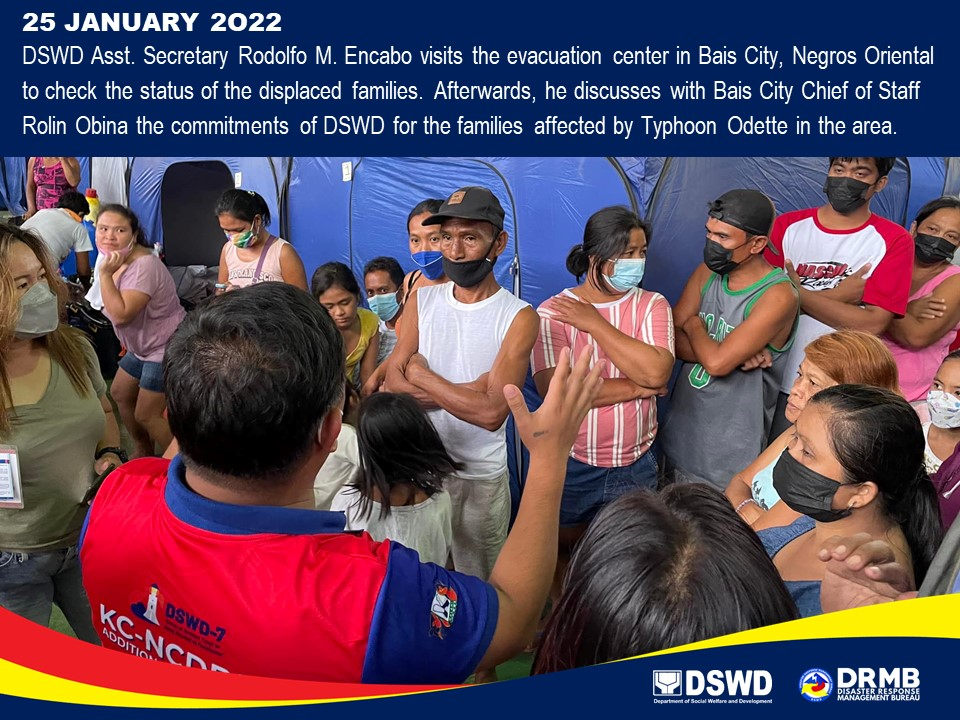 25 JANUARY 2022
DSWD Asst. Secretary Rodolfo M. Encabo visits the evacuation center in Bais City, Negros Oriental
to check the status of the displaced families. Afterwards, he discusses with Bais City Chief of Staff
Rolin Obina the commitments of DSWD for the families affected by Typhoon Odette in the area.
DSWD-7
KC-NCDDP
ADDITION
DSWD
Department of Social Welfare and Development
DRMB
DISASTER RESPONSE
MANAGEMENT BUREAU